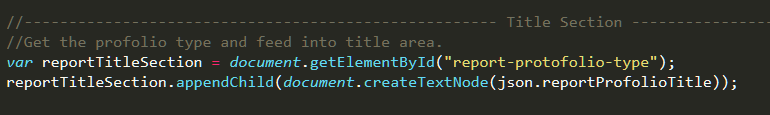 //---------------------------------------------------- Title Section ----------------
//Get the profolio type and feed into title area.
var reportTitleSection = document.getElementById("report-protofolio-type");
reportTitleSection.appendChild(document.createTextNode(json.reportProfolioTitle));